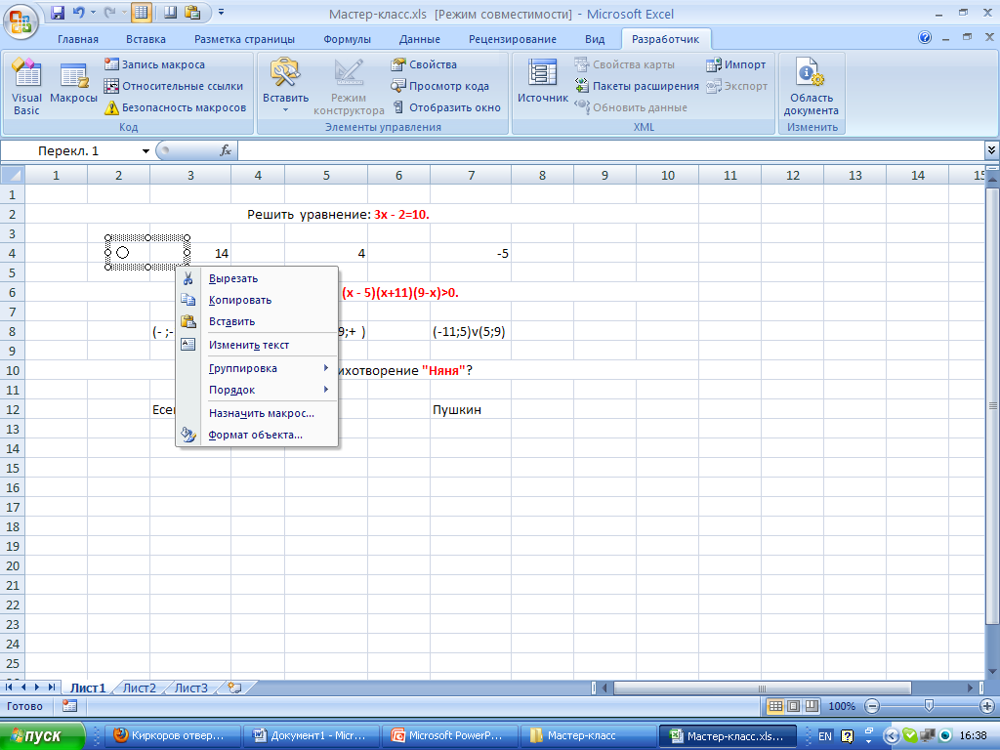 Мастер-класс.xls [Режим совместимости] - Microsoft Excel
Главная Вставка Разметка страницы Формулы Данные Рецензирование Вид Разработчик
Visual Basic
Макросы
Запись макроса
Относительные ссылки
Безопасность макросов
Код
Вставить
Режим конструктора
Свойства
Просмотр кода
Отобразить окно
Элементы управления
Источник
Свойства карты
Пакеты расширения
Обновить данные
Импорт
Экспорт
XML
Область документа
Изменить
Перекл. 1 fx
1 2 3 4 5 6 7 8 9 10 11 12 13 14 15
1
2 Решить уравнение: 3x - 2=10.
3
4 14 4 -5
5
6 (x - 5)(x+11)(9-x)>0.
7
8 (- ;- 9;+ ) (-11;5)v(5;9)
9
10 ихотворение "Няня"?
11
12 Есен Пушкин
13
14
15
16
17
18
19
20
21
22
23
24
25
Вырезать
Копировать
Вставить
Изменить текст
Группировка
Порядок
Назначить макрос...
Формат объекта...
Лист1 Лист2 Лист3
Готово 100%
пуск Киркоров отвер... Документ1 - Micr... Microsoft PowerP... Мастер-класс Мастер-класс.xls... EN 16:38